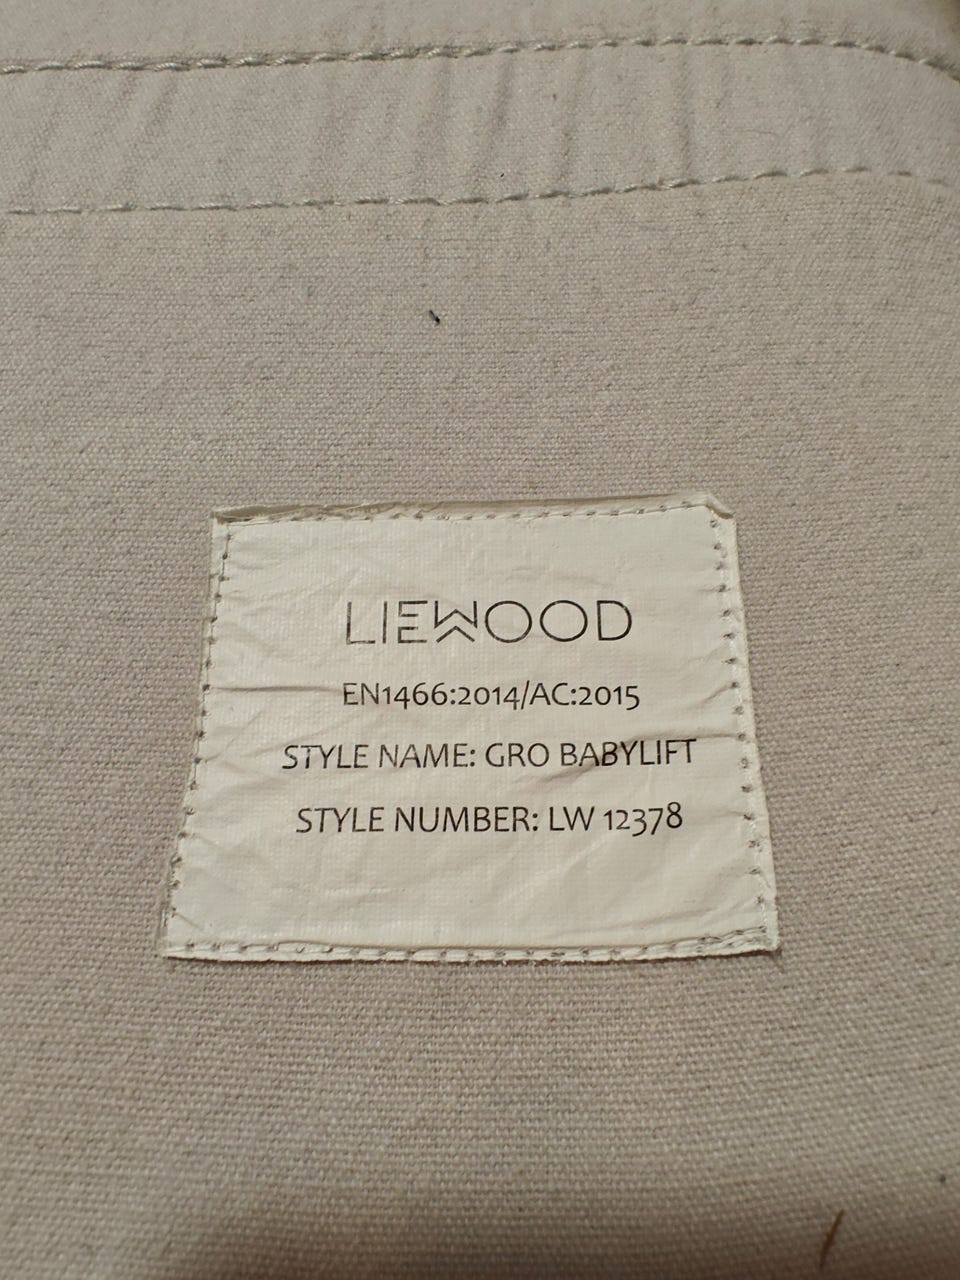 LIEWOOD
EN1466:2014/AC:2015
STYLE NAME: GRO BABYLIFT
STYLE NUMBER: LW 12378